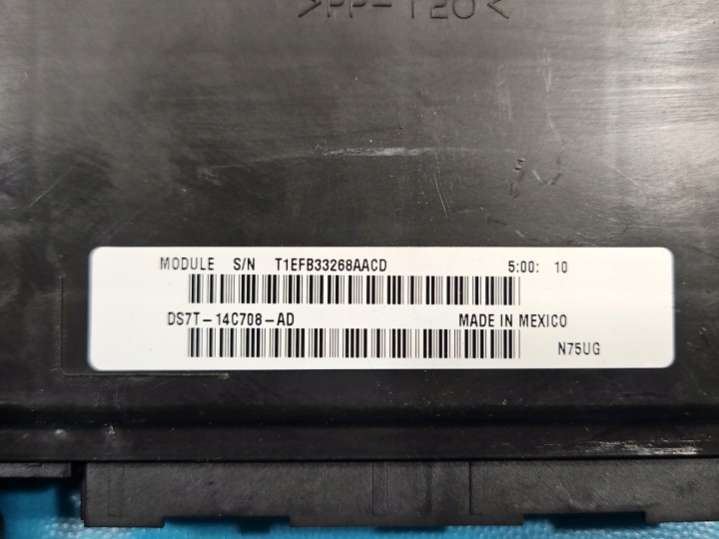 >PP-T20<
MODULE S/N T1EFB33268AACD 5:00: 10
DS7T-14C708-AD MADE IN MEXICO
N75UG